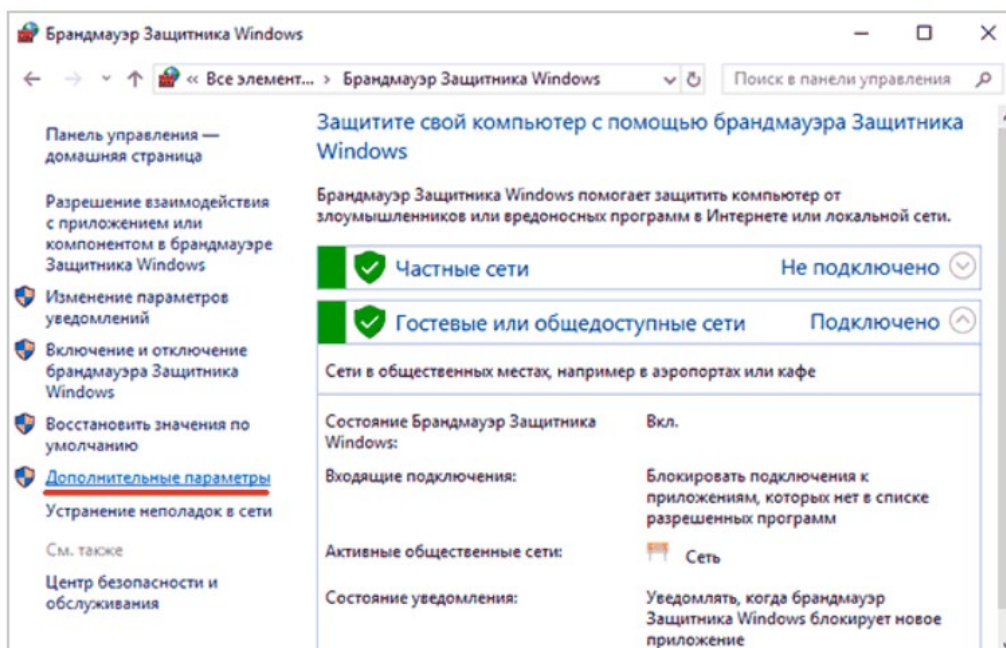 Брандмауэр Защитника Windows
« Все элемент... › Брандмауэр Защитника Windows
Поиск в панели управления
Панель управления —
домашняя страница
Разрешение взаимодействия
с приложением или
компонентом в брандмауэре
Защитника Windows
Изменение параметров
уведомлений
Включение и отключение
брандмауэра Защитника
Windows
Восстановить значения по
умолчанию
Дополнительные параметры
Устранение неполадок в сети
См. также
Центр безопасности и
обслуживания
Защитите свой компьютер с помощью брандмауэра Защитника
Windows
Брандмауэр Защитника Windows помогает защитить компьютер от
злоумышленников или вредоносных программ в Интернете или локальной сети.
Частные сети Не подключено
Гостевые или общедоступные сети Подключено
Сети в общественных местах, например в аэропортах или кафе
Состояние Брандмауэр Защитника Вкл.
Windows:
Входящие подключения: Блокировать подключения к
приложениям, которых нет в списке
разрешенных программ
Активные общественные сети: Сеть
Состояние уведомления: Уведомлять, когда брандмауэр
Защитника Windows блокирует новое
приложение